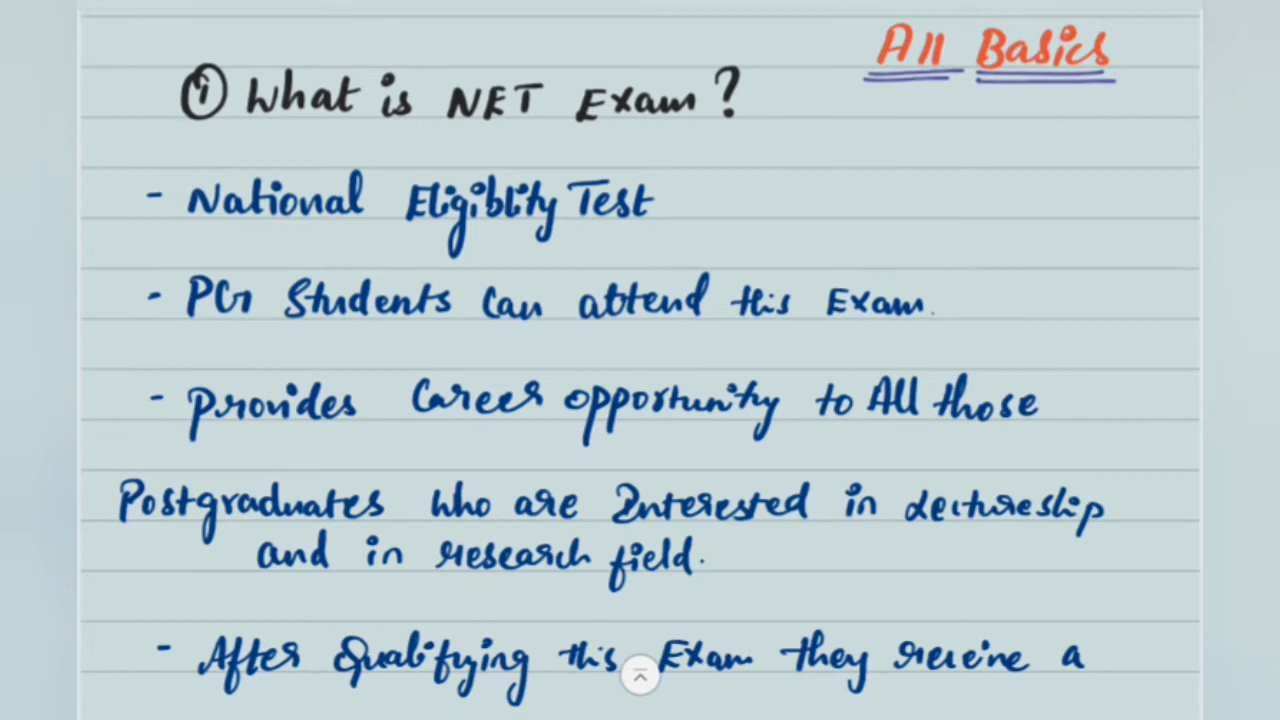 All Basics
① What is NET Exam?
- National Eligiblity Test
- PG Students Can attend this Exam.
- Provides Career opportunity to All those
Postgraduates who are Interested in Lectureship
and in research field.
- After Qualifying this Exam they receive a